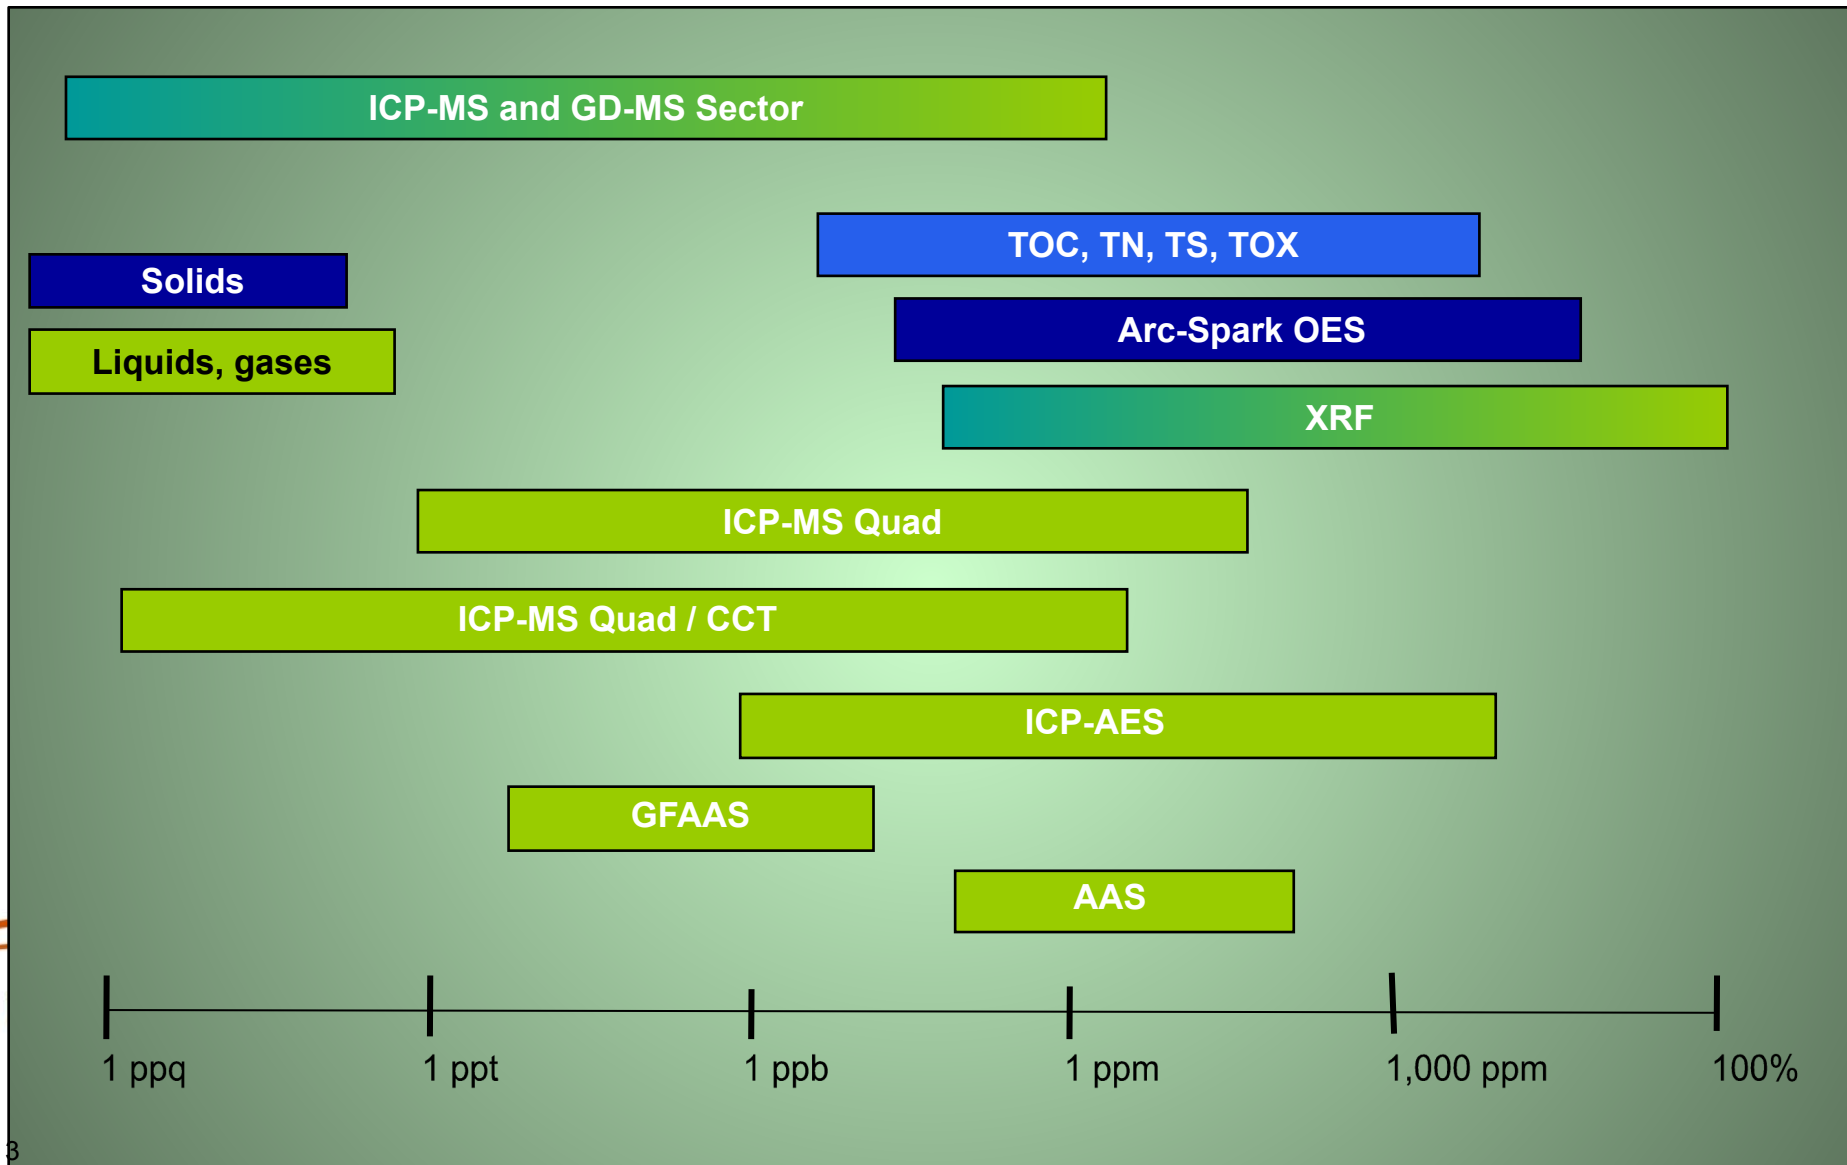 ICP-MS and GD-MS Sector
TOC, TN, TS, TOX
Solids
Arc-Spark OES
Liquids, gases
XRF
ICP-MS Quad
ICP-MS Quad / CCT
ICP-AES
GFAAS
AAS
1 ppq 1 ppt 1 ppb 1 ppm 1,000 ppm 100%
3